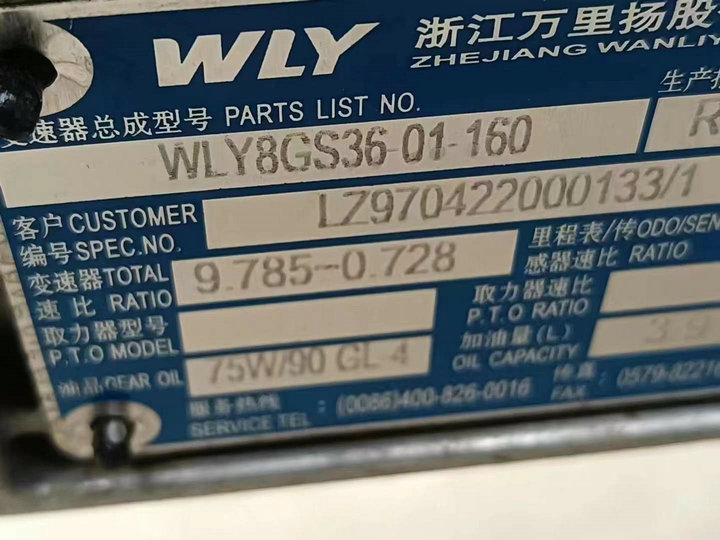 WLY 浙江万里扬股
ZHEJIANG WANLIY
变速器总成型号 PARTS LIST NO. 生产
WLY8GS36-01-160 R
客户 CUSTOMER
编号 SPEC.NO. LZ970422000133/1
变速器 TOTAL
速 比 RATIO 9.785-0.728
里程表/传 ODO/SEN
感器速比 RATIO
取力器型号
P.T.O MODEL
取力器速比
P.T.O RATIO
油品 GEAR OIL 75W/90 GL 4
加油量(L)
OIL CAPACITY
服务热线
SERVICE TEL : (0086)400-826-0016
传真
FAX : 0579-8221